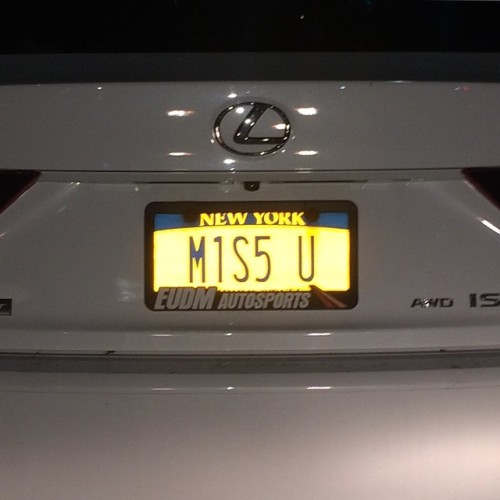 NEW YORK
M1S5 U
EUDM AUTOSPORTS
AWD IS